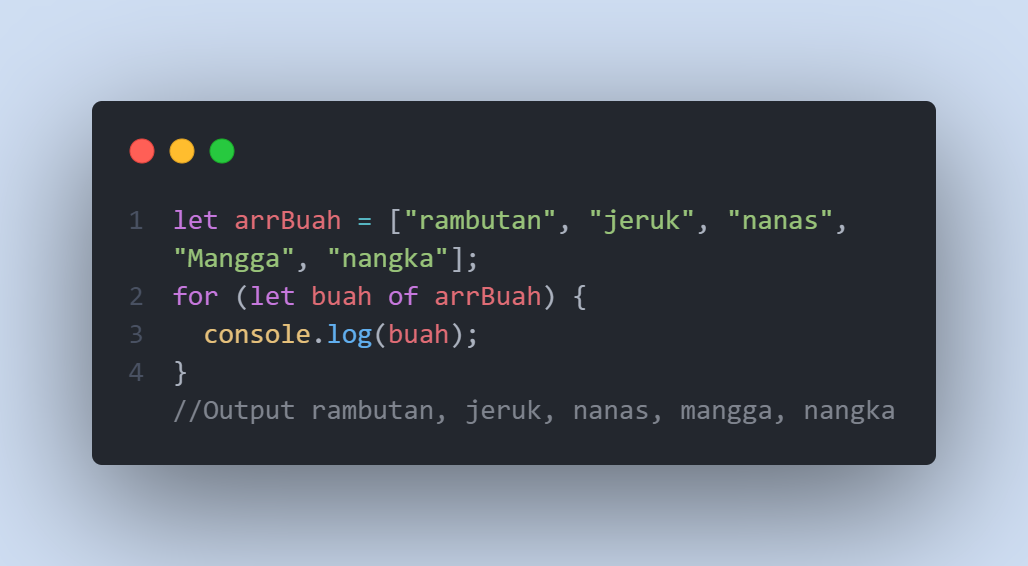 1 let arrBuah = ["rambutan", "jeruk", "nanas",
"Mangga", "nangka"];
2 for (let buah of arrBuah) {
3   console.log(buah);
4 }
//Output rambutan, jeruk, nanas, mangga, nangka